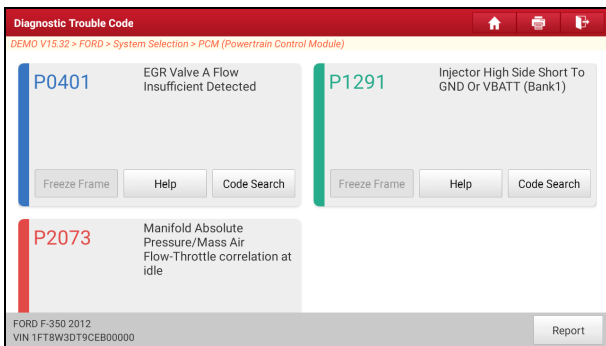 Diagnostic Trouble Code
DEMO V15.32 > FORD > System Selection > PCM (Powertrain Control Module)
P0401
EGR Valve A Flow
Insufficient Detected
Freeze Frame
Help
Code Search
P1291
Injector High Side Short To
GND Or VBATT (Bank1)
Freeze Frame
Help
Code Search
P2073
Manifold Absolute
Pressure/Mass Air
Flow-Throttle correlation at
idle
FORD F-350 2012
VIN 1FT8W3DT9CEB00000
Report